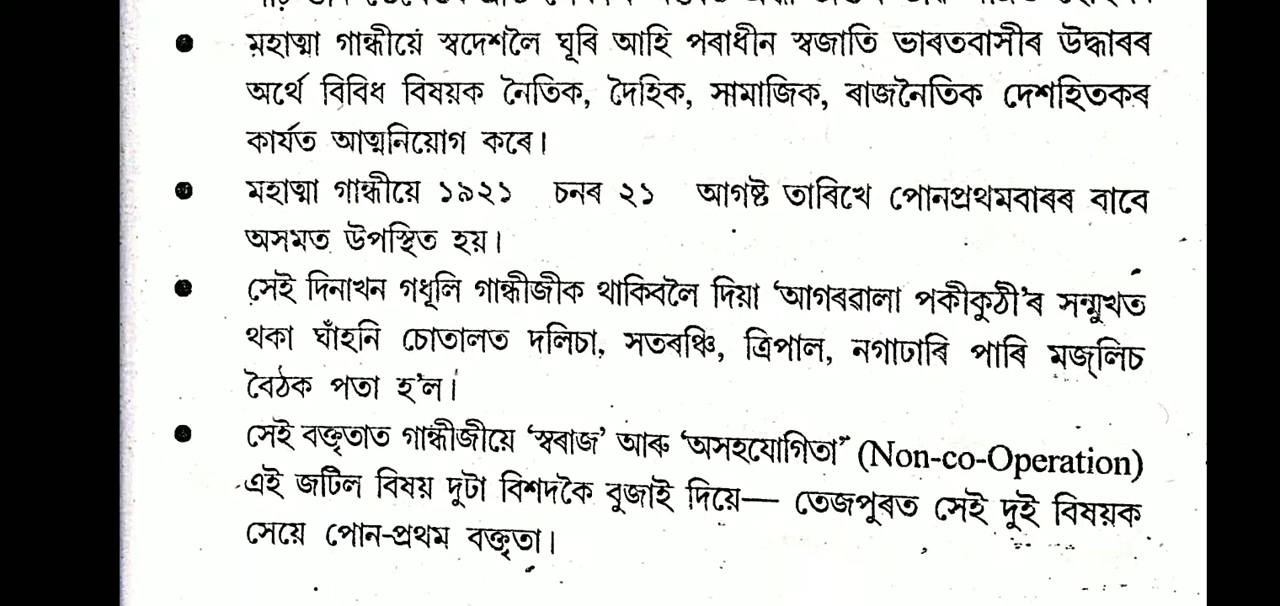 ● মহাত্মা গান্ধীয়ে স্বদেশলৈ ঘূৰি আহি পৰাধীন স্বজাতি ভাৰতবাসীৰ উদ্ধাৰৰ
অৰ্থে বিবিধ বিষয়ক নৈতিক, দৈহিক, সামাজিক, ৰাজনৈতিক দেশহিতকৰ
কাৰ্যত আত্মনিয়োগ কৰে।
● মহাত্মা গান্ধীয়ে ১৯২১ চনৰ ২১ আগষ্ট তাৰিখে পোনপ্ৰথমবাৰৰ বাবে
অসমত উপস্থিত হয়।
● সেই দিনাখন গধূলি গান্ধীজীক থাকিবলৈ দিয়া ‘আগৰৱালা পকীকুঠী’ৰ সন্মুখত
থকা ঘাঁহনি চোতালত দলিচা, সতৰঞ্চি, ত্ৰিপাল, নগাঢাৰি পাৰি মজ্‌লিচ
বৈঠক পতা হ’ল।
● সেই বক্তৃতাত গান্ধীজীয়ে ‘স্বৰাজ’ আৰু ‘অসহযোগিতা” (Non-co-Operation)
এই জটিল বিষয় দুটা বিশদকৈ বুজাই দিয়ে— তেজপুৰত সেই দুই বিষয়ক
সেয়ে পোন-প্ৰথম বক্তৃতা।